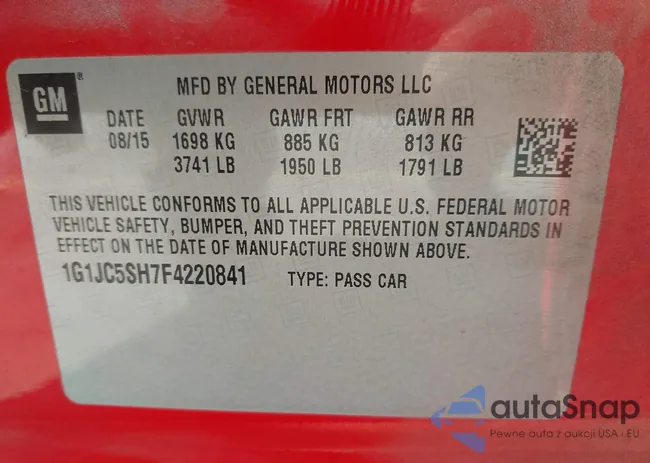 GM ®
MFD BY GENERAL MOTORS LLC
DATE GVWR GAWR FRT GAWR RR
08/15 1698 KG 885 KG 813 KG
3741 LB 1950 LB 1791 LB
THIS VEHICLE CONFORMS TO ALL APPLICABLE U.S. FEDERAL MOTOR
VEHICLE SAFETY, BUMPER, AND THEFT PREVENTION STANDARDS IN
EFFECT ON THE DATE OF MANUFACTURE SHOWN ABOVE.
1G1JC5SH7F4220841 TYPE: PASS CAR
autaSnap
Pewne auta z aukcji USA i EU